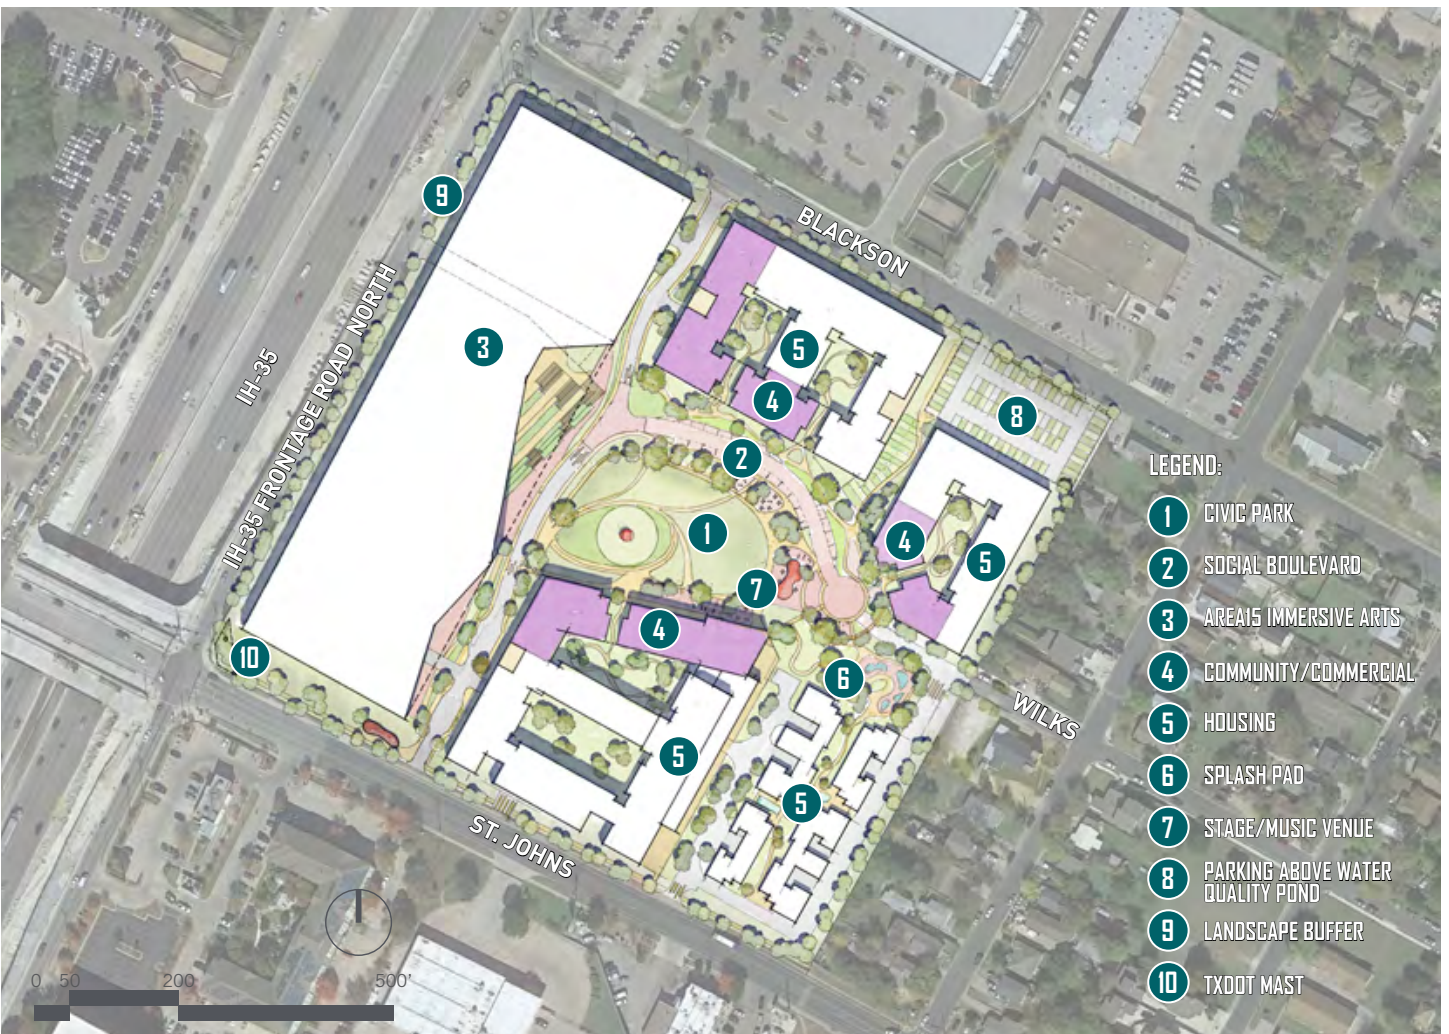 9
BLACKSON
IH-35 FRONTAGE ROAD NORTH
IH-35
3
5
4
8
2
1
4
5
7
4
10
6
WILKS
5
5
ST. JOHNS
LEGEND:
1 CIVIC PARK
2 SOCIAL BOULEVARD
3 AREA15 IMMERSIVE ARTS
4 COMMUNITY/COMMERCIAL
5 HOUSING
6 SPLASH PAD
7 STAGE/MUSIC VENUE
8 PARKING ABOVE WATER
QUALITY POND
9 LANDSCAPE BUFFER
10 TXDOT MAST
0 50 200 500'